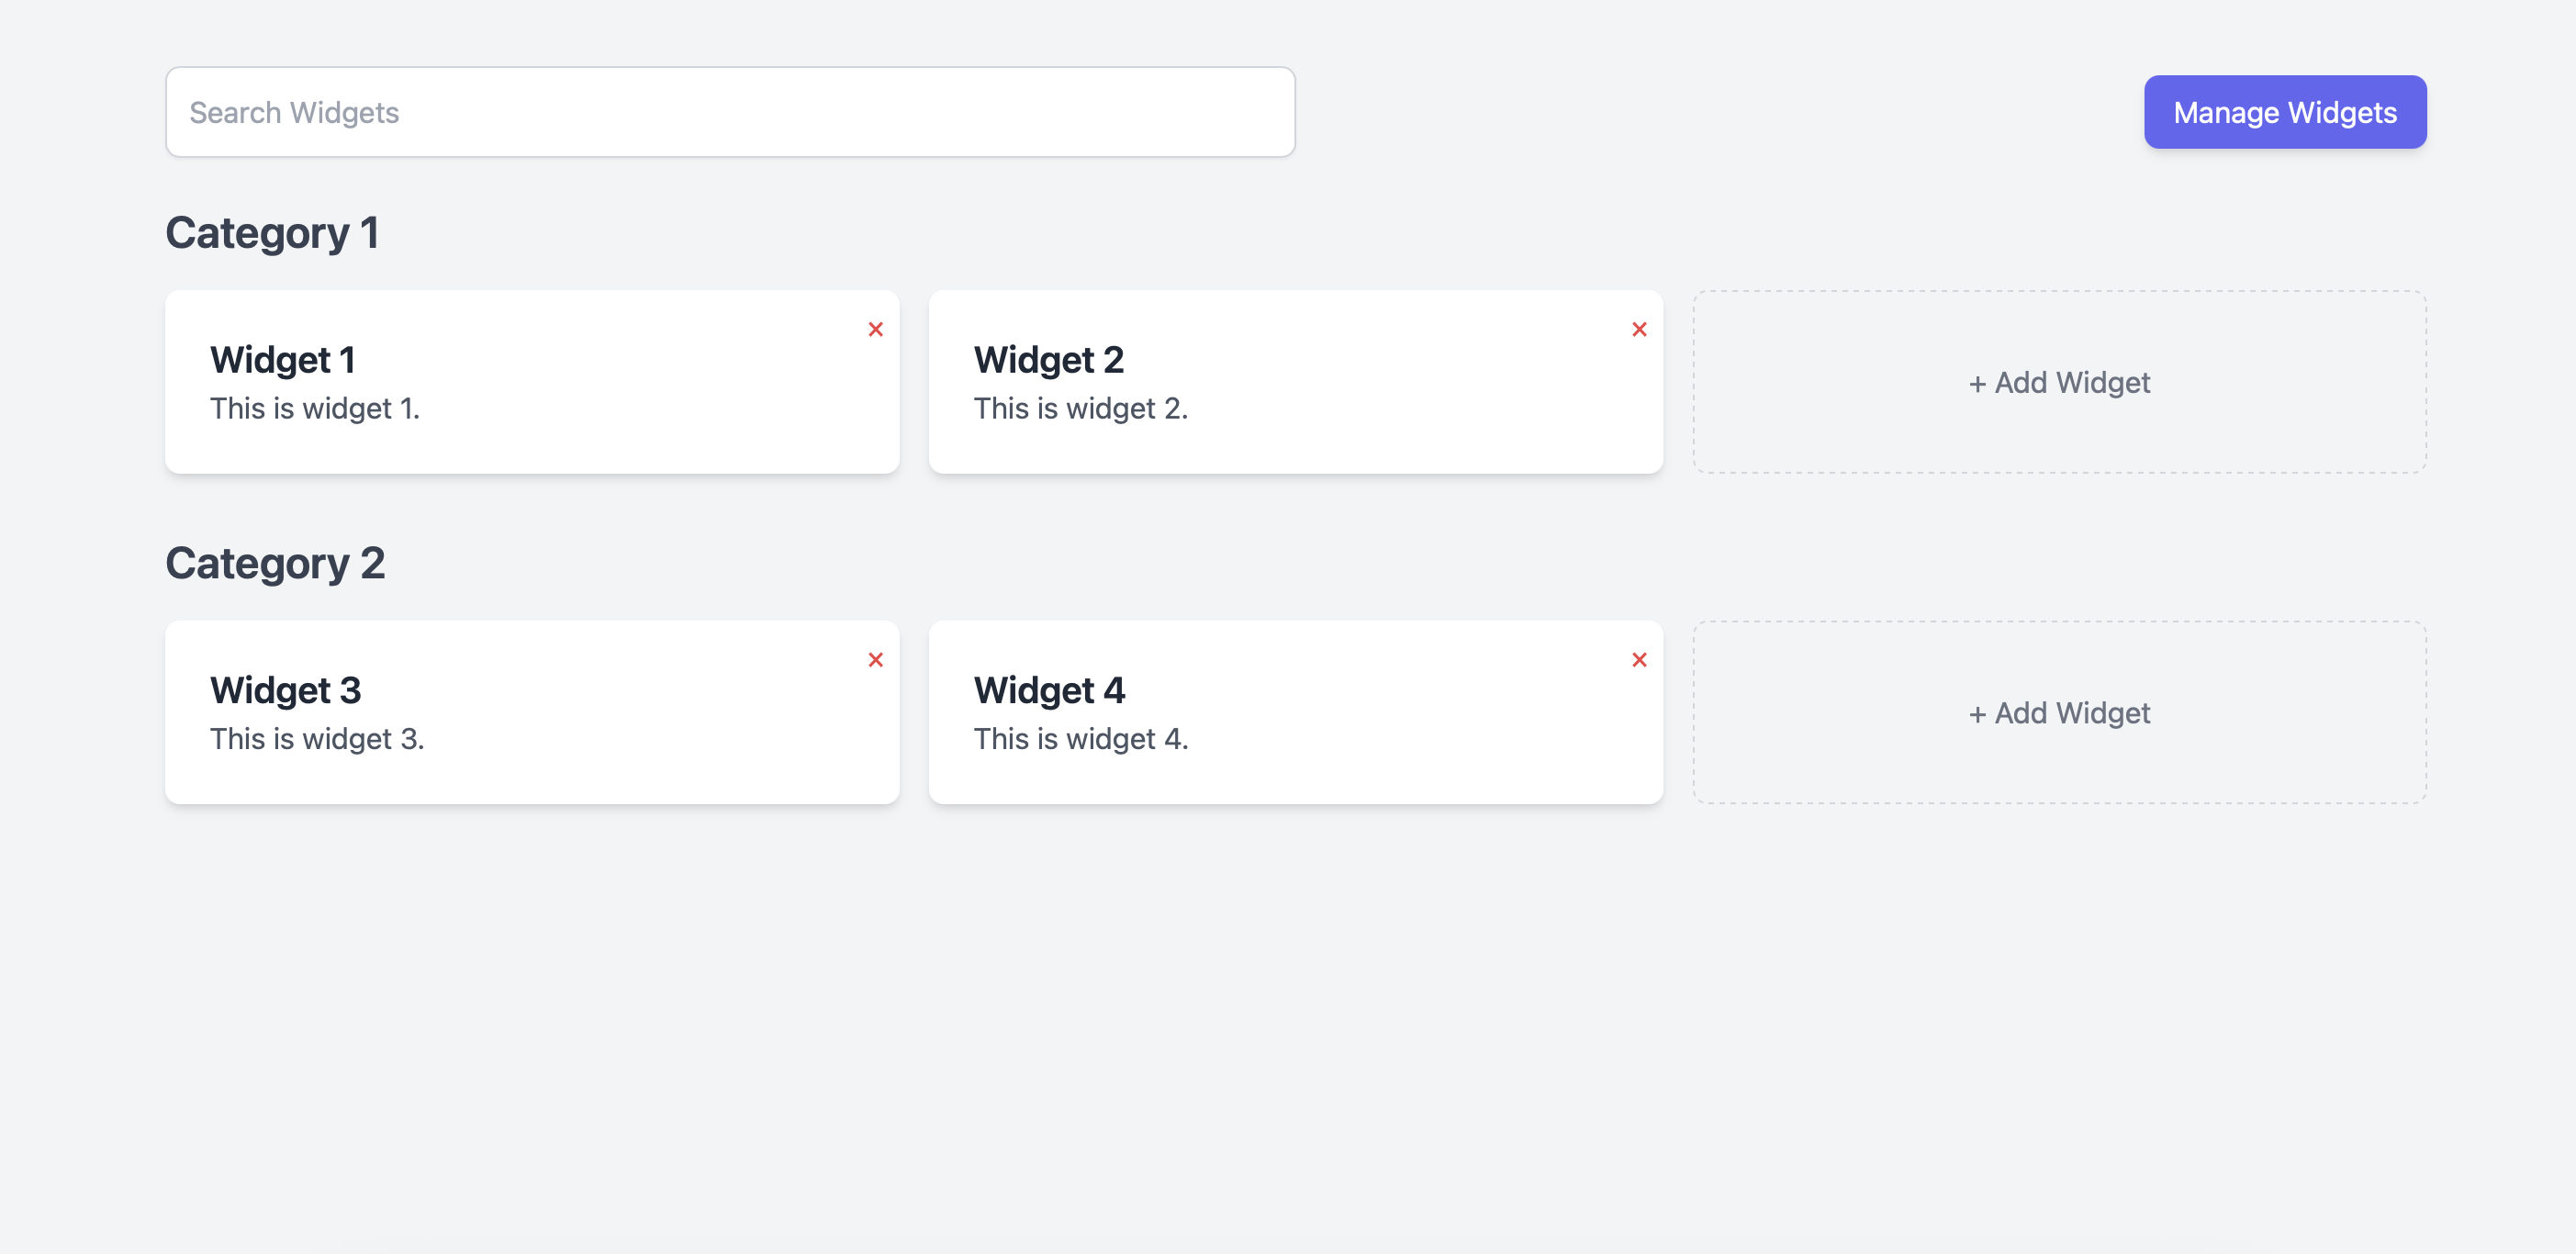 Search Widgets
Manage Widgets
Category 1
×
×
Widget 1
Widget 2
+ Add Widget
This is widget 1.
This is widget 2.
Category 2
×
×
Widget 3
Widget 4
+ Add Widget
This is widget 3.
This is widget 4.